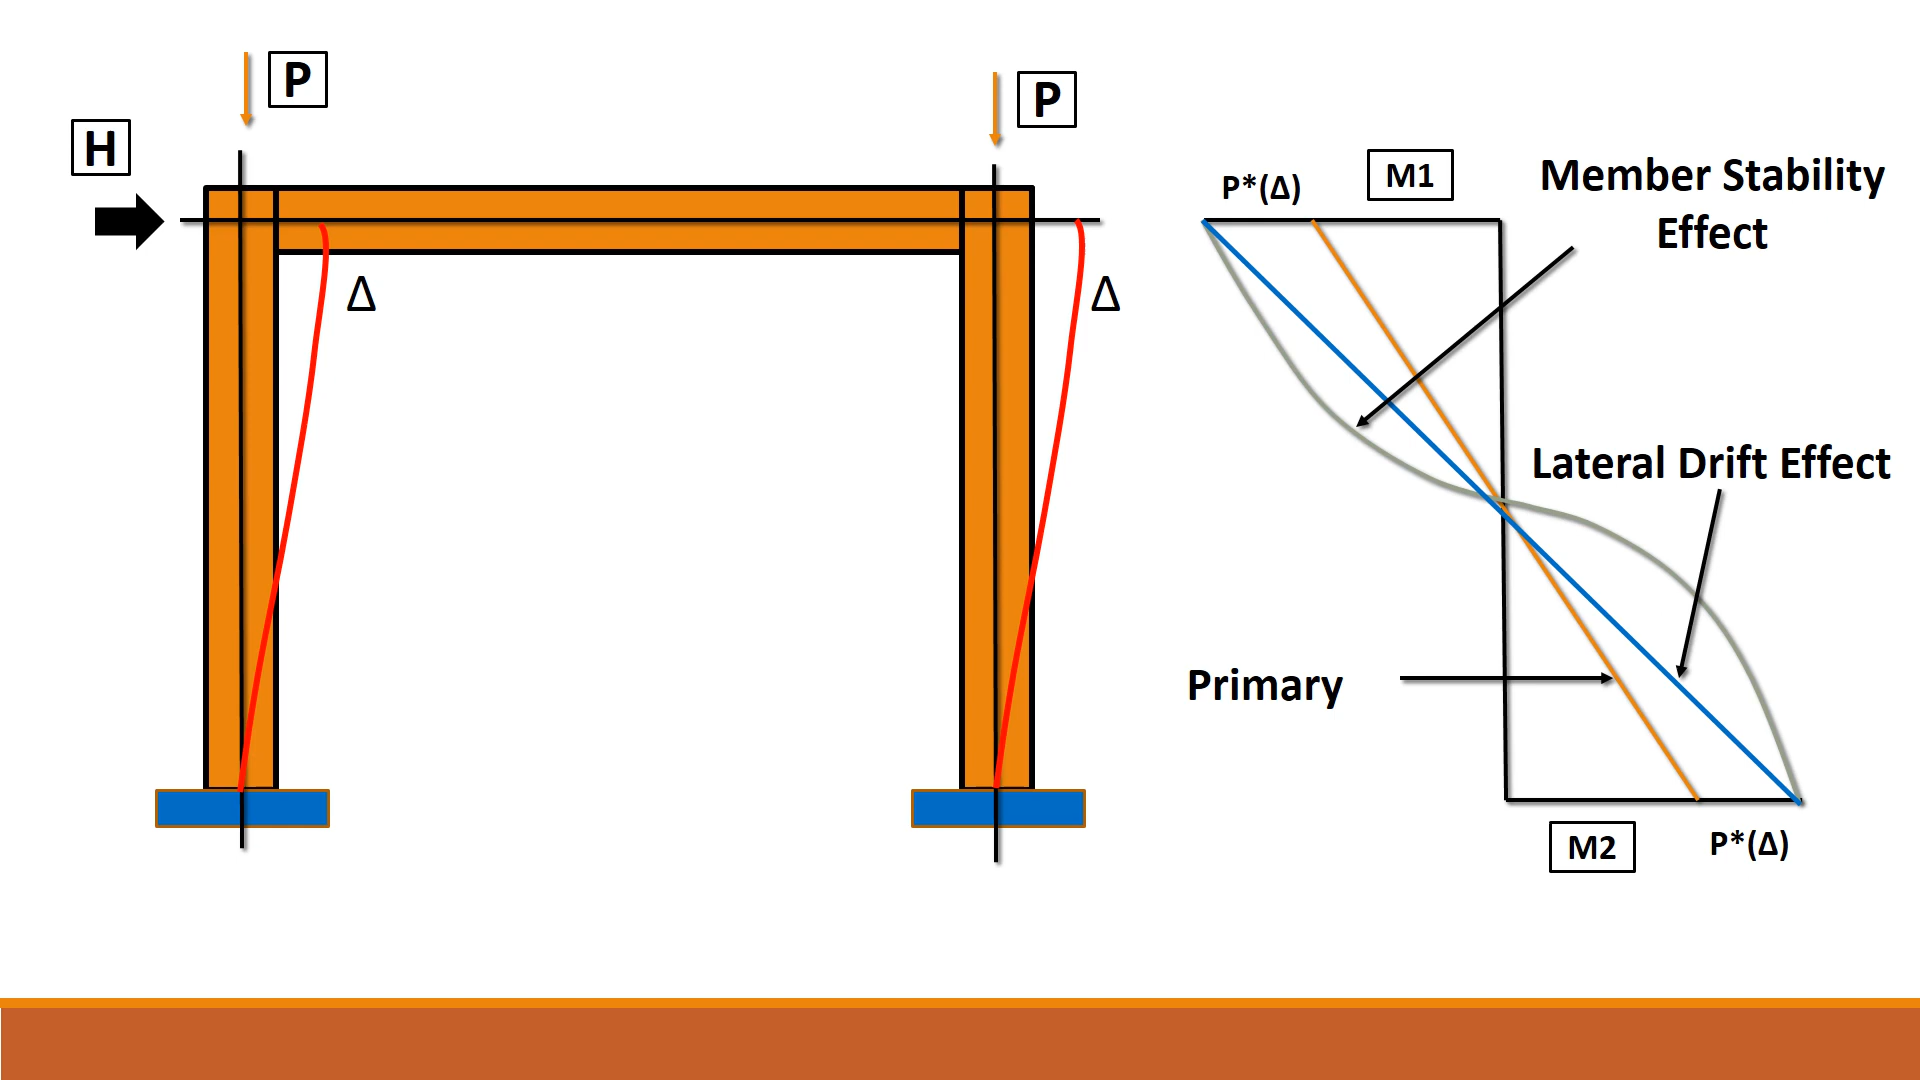 P
P
H
Δ
Δ
P*(Δ)
M1
Member Stability
Effect
Lateral Drift Effect
Primary
M2
P*(Δ)